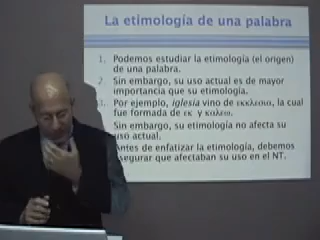 La etimología de una palabra
1. Podemos estudiar la etimología (el origen)
de una palabra.
2. Sin embargo, su uso actual es de mayor
importancia que su etimología.
3. Por ejemplo, iglesia vino de εκκλεσια, la cual
fue formada de εκ y καλεω.
Sin embargo, su etimología no afecta su
uso actual.
Antes de enfatizar la etimología, debemos
asegurar que afectaban su uso en el NT.